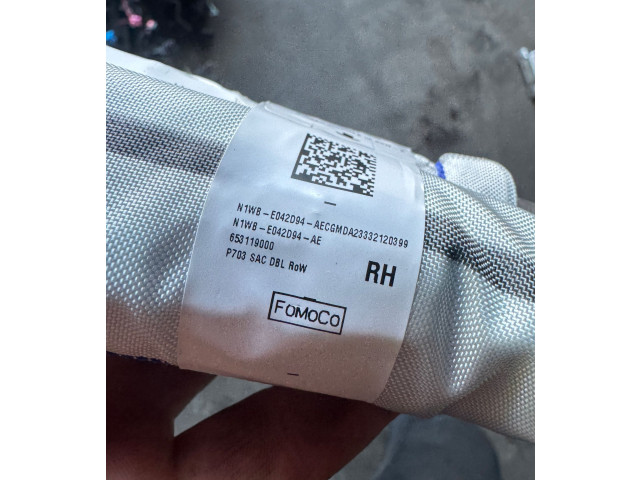 N1WB-E042D94-AECGMDA23332120399
N1WB-E042D94-AE
653119000
P703 SAC DBL RoW
RH
FoMoCo